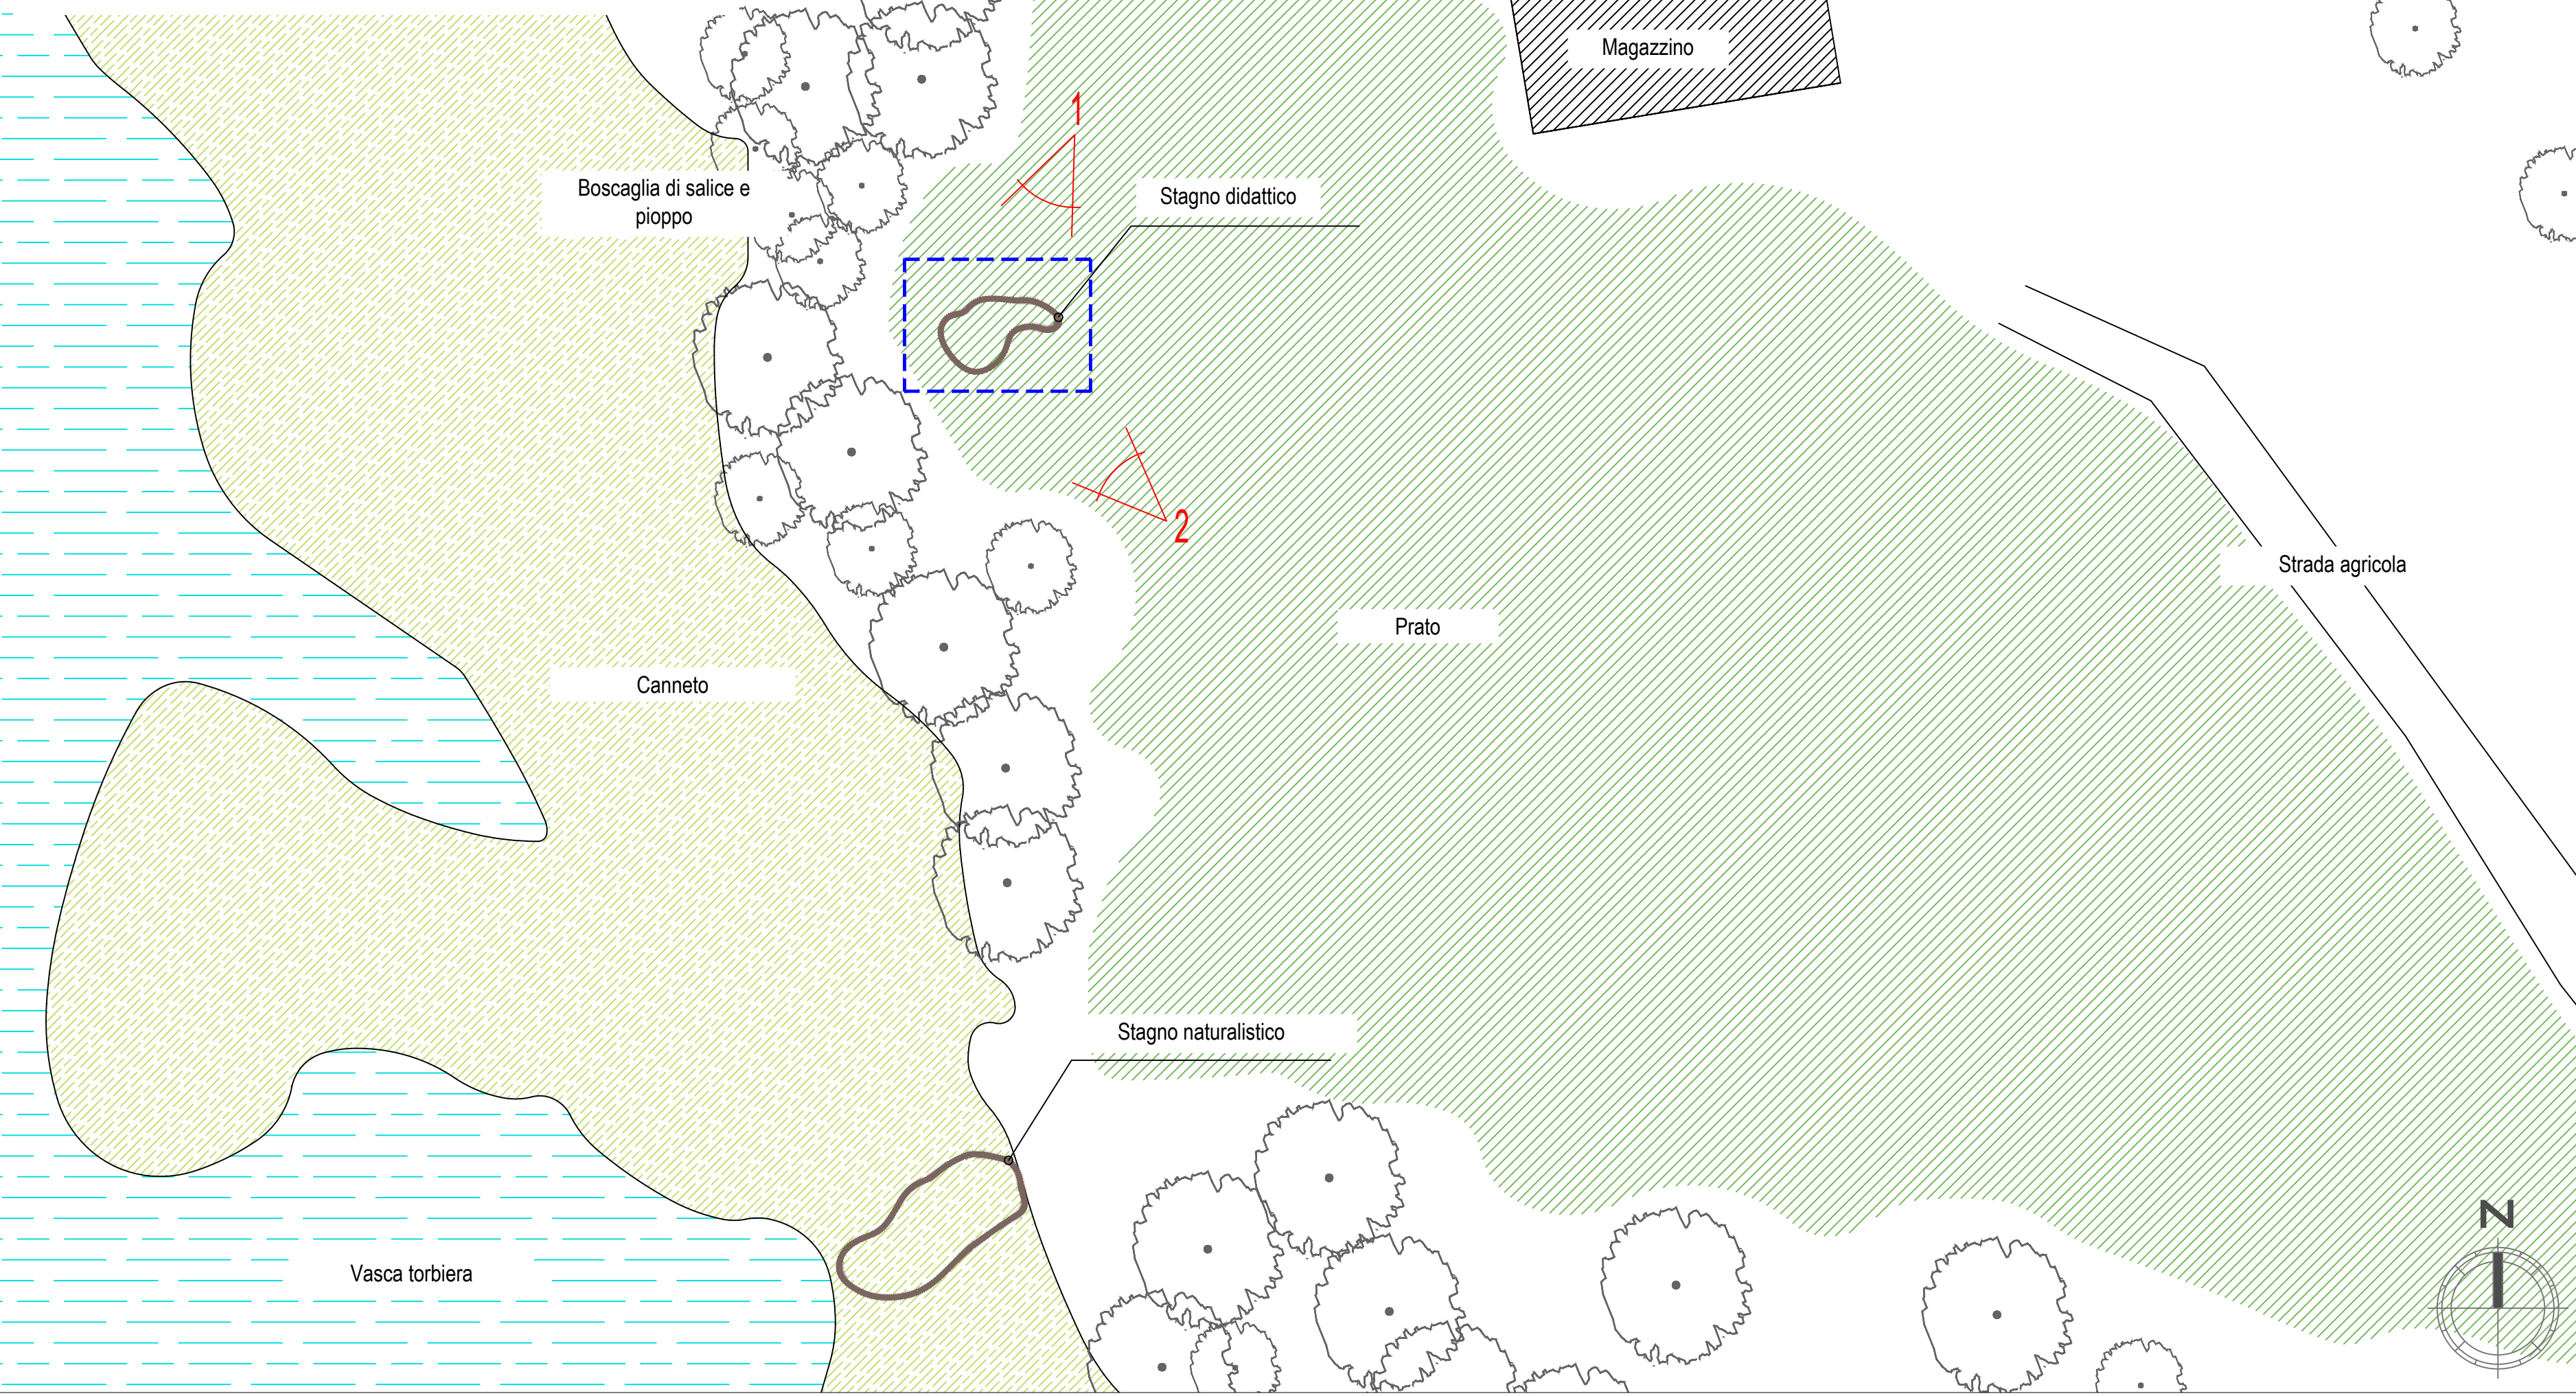 Magazzino
1
Boscaglia di salice e
pioppo
Stagno didattico
2
Strada agricola
Prato
Canneto
Stagno naturalistico
N
Vasca torbiera